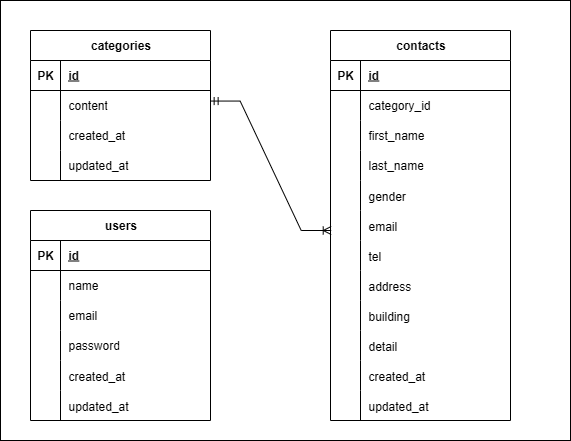 categories
PK id
content
created_at
updated_at
users
PK id
name
email
password
created_at
updated_at
contacts
PK id
category_id
first_name
last_name
gender
email
tel
address
building
detail
created_at
updated_at